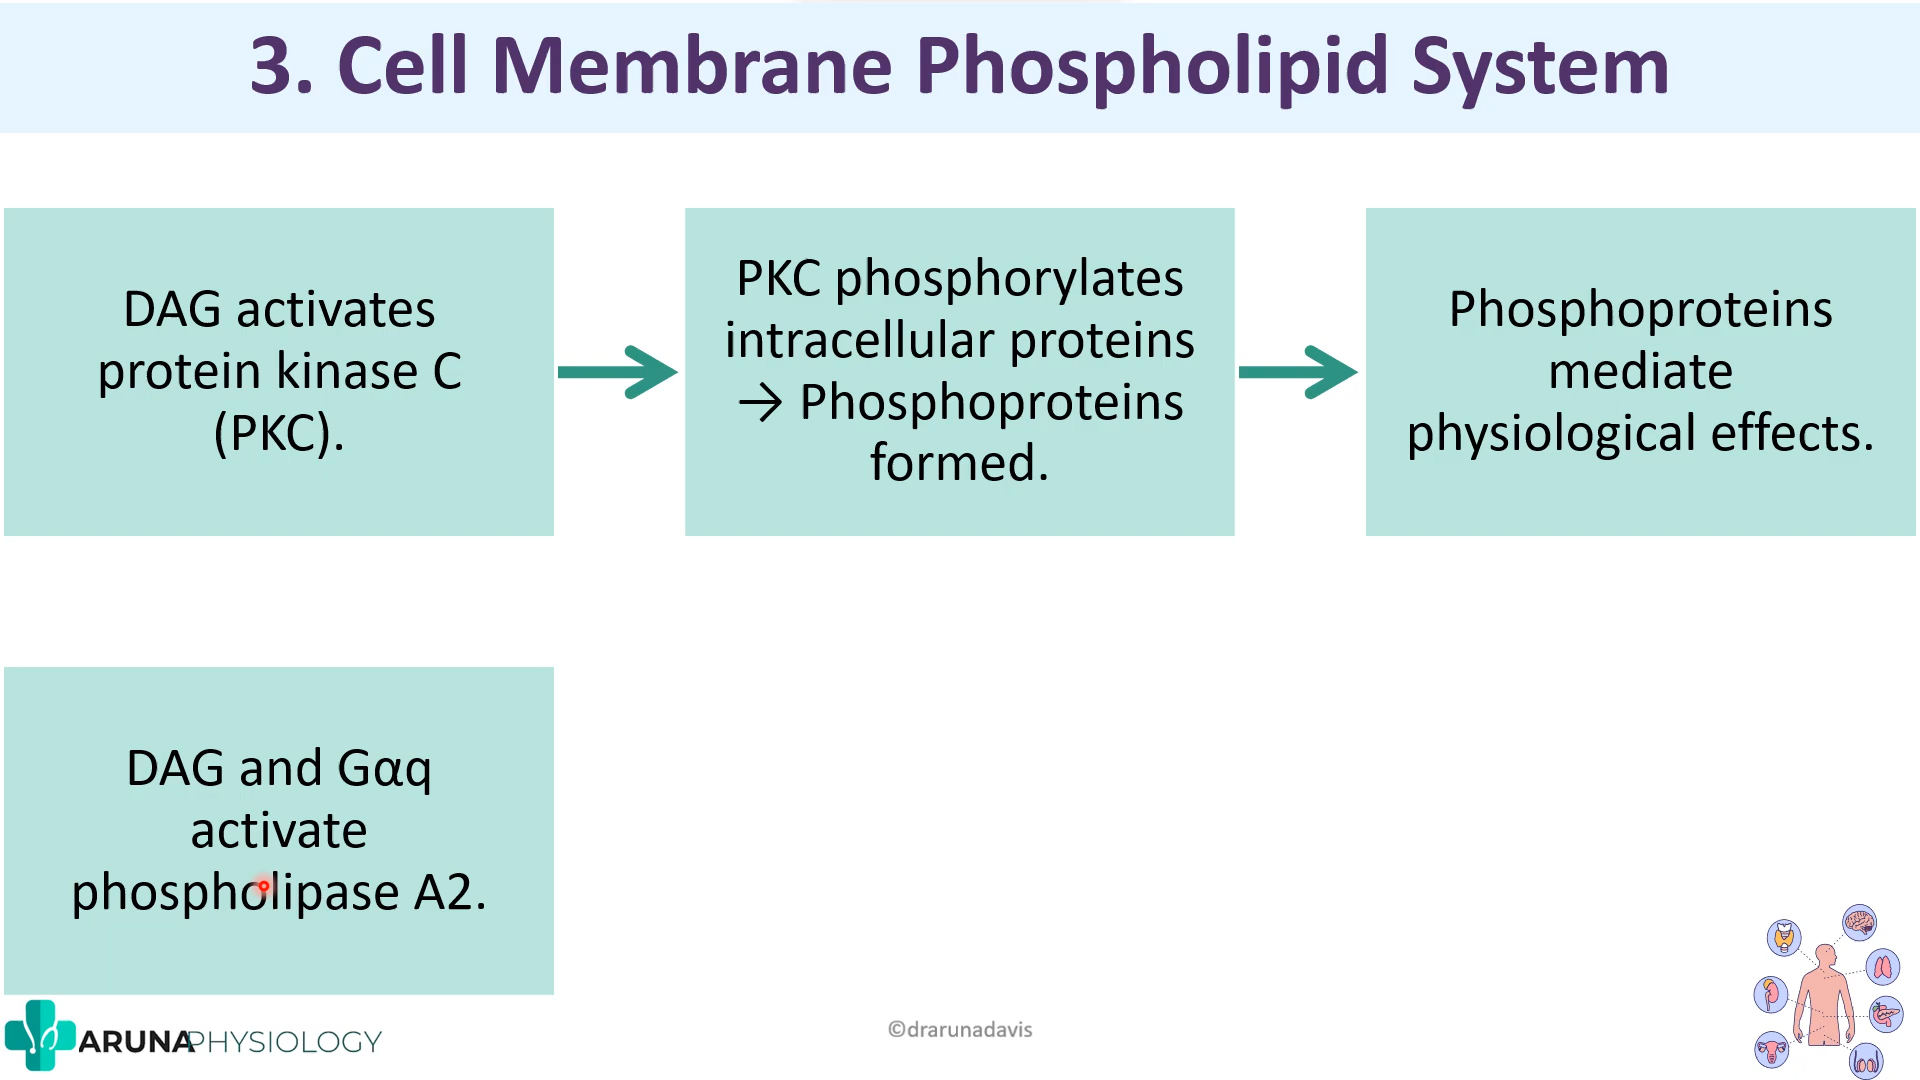 3. Cell Membrane Phospholipid System
DAG activates
protein kinase C
(PKC).
PKC phosphorylates
intracellular proteins
→ Phosphoproteins
formed.
Phosphoproteins
mediate
physiological effects.
DAG and Gαq
activate
phospholipase A2.
ARUNAPHYSIOLOGY
©drarunadavis